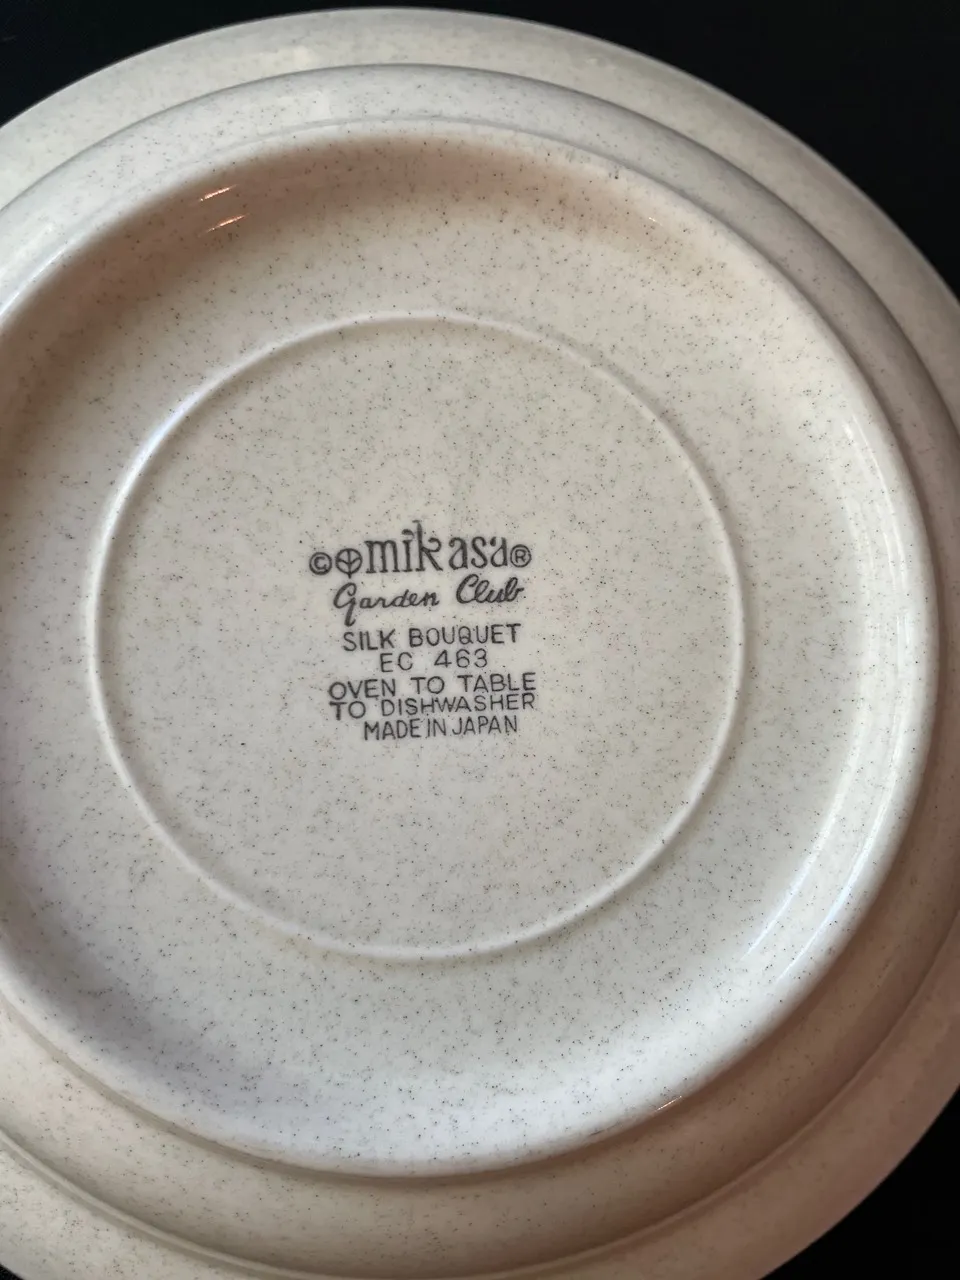 ©mikasa®
Garden Club
SILK BOUQUET
EC 463
OVEN TO TABLE
TO DISHWASHER
MADE IN JAPAN